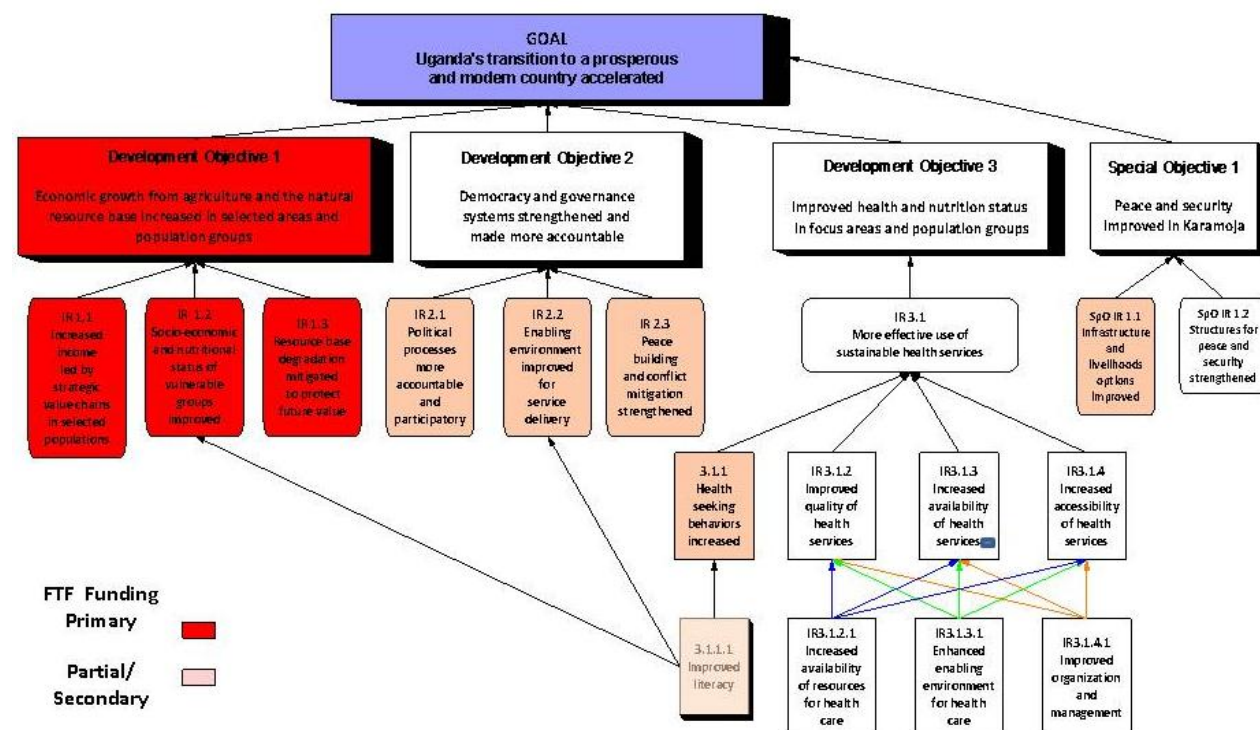 GOAL
Uganda's transition to a prosperous
and modern country accelerated
Development Objective 1
Economic growth from agriculture and the natural
resource base increased in selected areas and
population groups
Development Objective 2
Democracy and governance
systems strengthened and
made more accountable
Development Objective 3
Improved health and nutrition status
in focus areas and population groups
Special Objective 1
Peace and security
improved in Karamoja
IR 1.1
Increased
income
led by
strategic
value chains
in selected
populations
IR 1.2
Socio-economic
and nutritional
status of
vulnerable
groups
improved
IR 1.3
Resource base
degradation
mitigated
to protect
future value
IR 2.1
Political
processes
more
accountable
and
participatory
IR 2.2
Enabling
environment
improved
for
service
delivery
IR 2.3
Peace
building
and conflict
mitigation
strengthened
IR 3.1
More effective use of
sustainable health services
SpO IR 1.1
Infrastructure
and
livelihoods
options
improved
SpO IR 1.2
Structures for
peace and
security
strengthened
3.1.1
Health
seeking
behaviors
increased
IR3.1.2
Improved
quality of
health
services
IR3.1.3
Increased
availability
of health
services
IR3.1.4
Increased
accessibility
of health
services
FTF Funding
Primary
Partial/
Secondary
3.1.1.1
Improved
literacy
IR3.1.2.1
Increased
availability
of resources
for health
care
IR3.1.3.1
Enhanced
enabling
environment
for health
care
IR3.1.4.1
Improved
organization
and
management